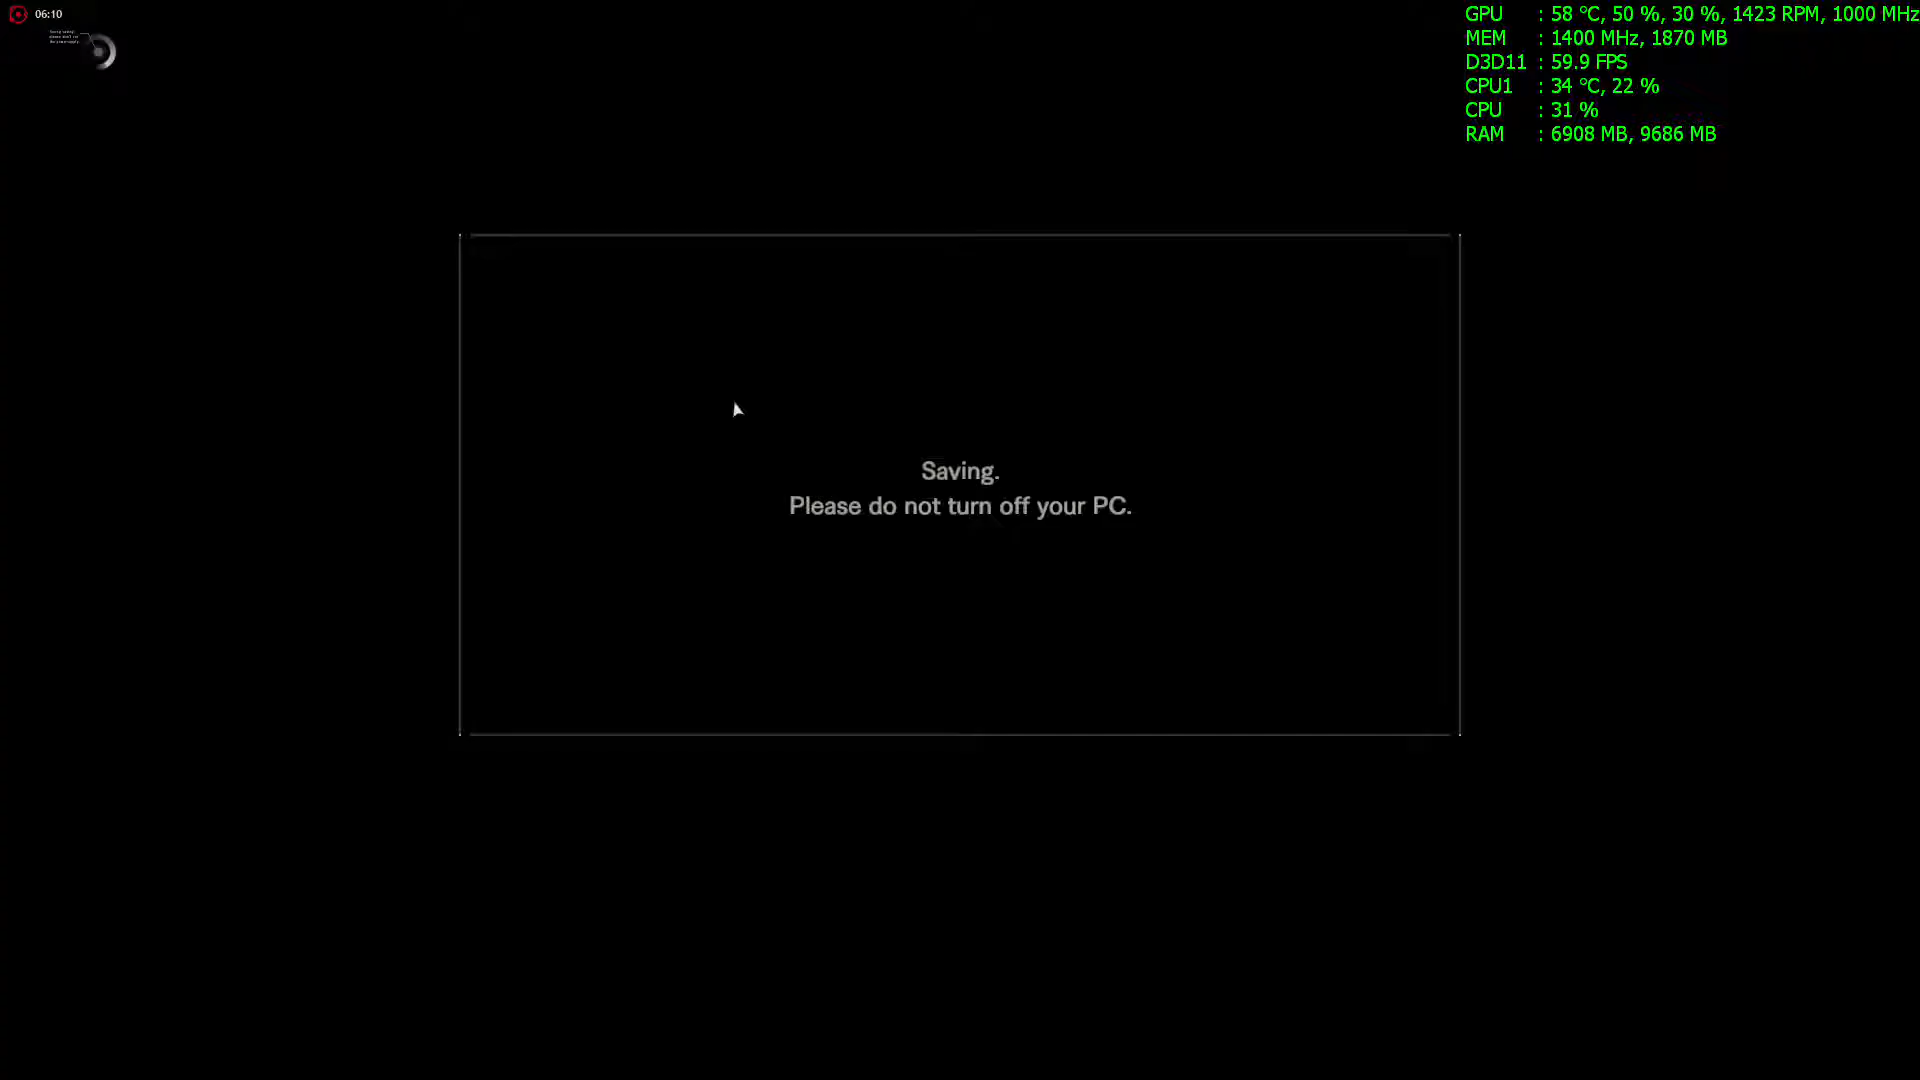 06:10
GPU : 58 °C, 50 %, 30 %, 1423 RPM, 1000 MHz
MEM : 1400 MHz, 1870 MB
D3D11 : 59.9 FPS
CPU1 : 34 °C, 22 %
CPU : 31 %
RAM : 6908 MB, 9686 MB
Saving.
Please do not turn off your PC.